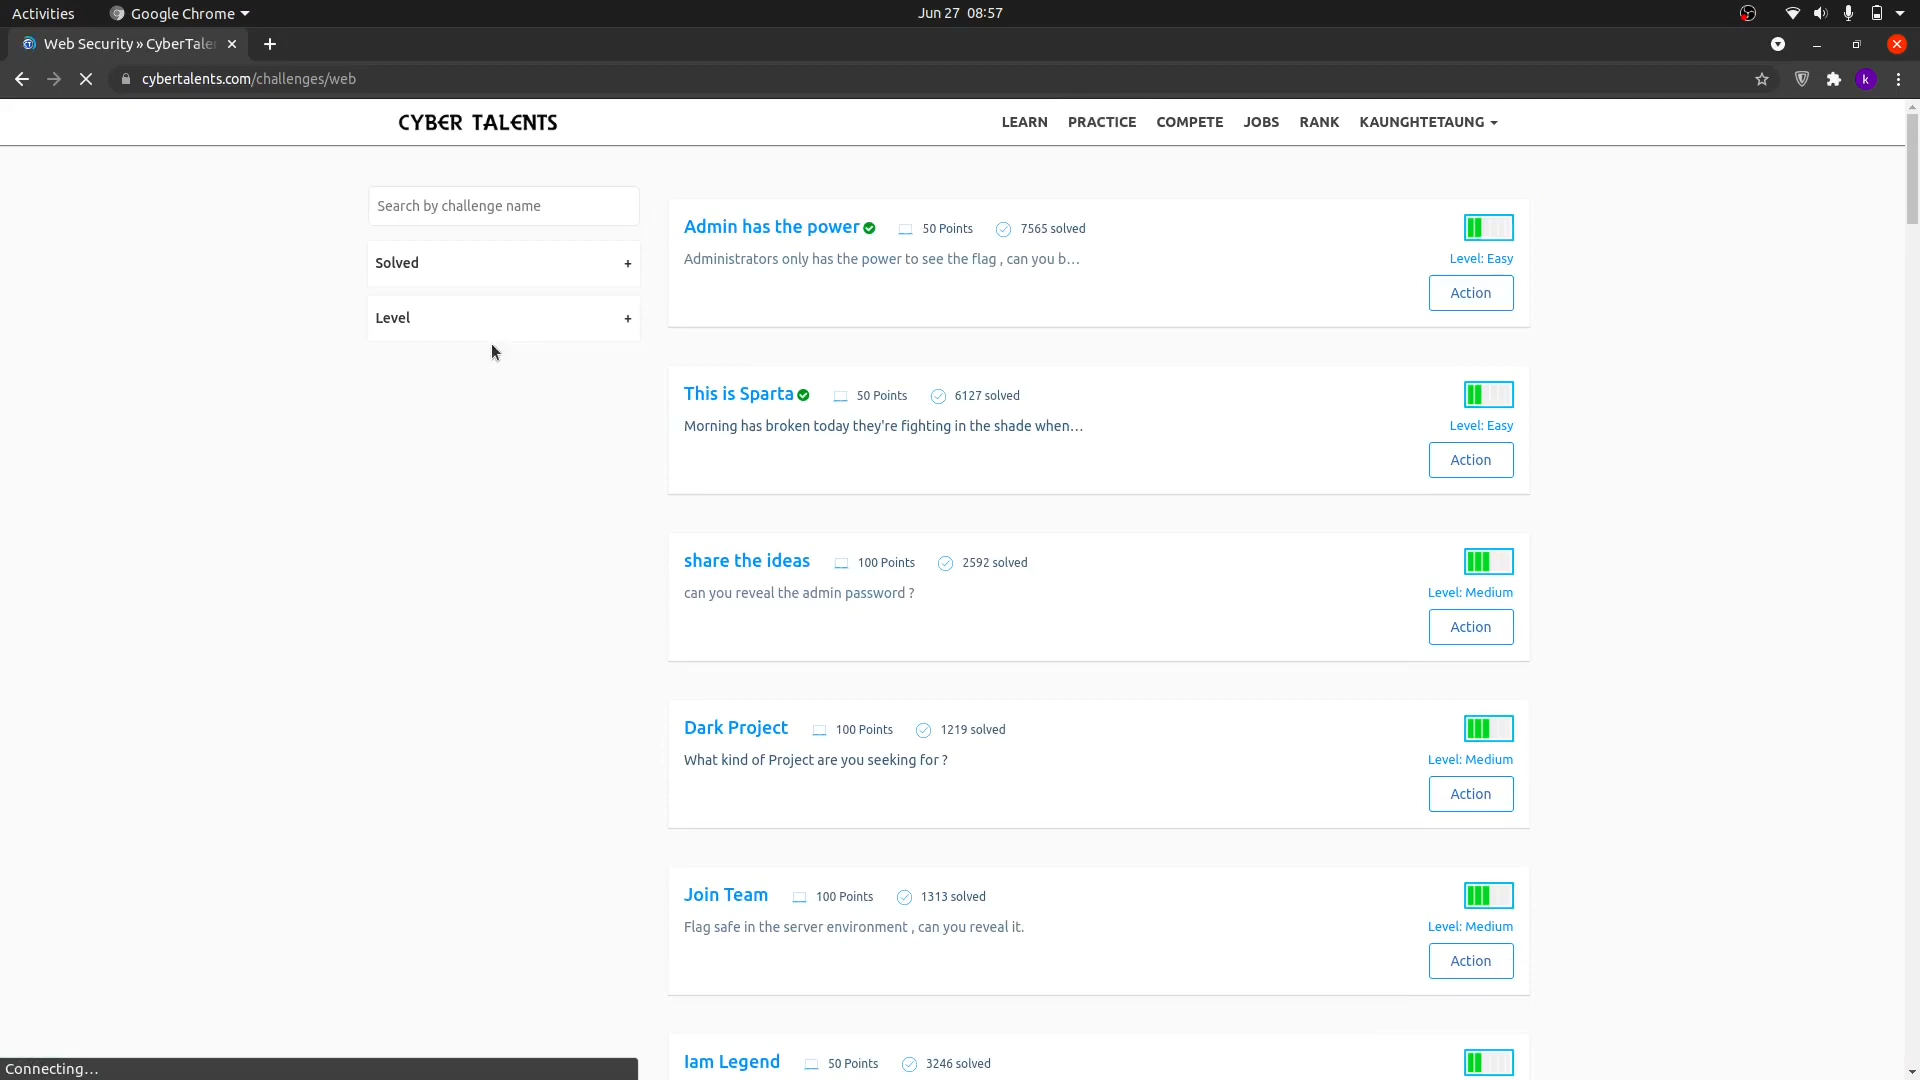 Activities
Google Chrome
Jun 27 08:57
Web Security » CyberTale
cybertalents.com/challenges/web
k
CYBER TALENTS
LEARN PRACTICE COMPETE JOBS RANK KAUNGHTETAUNG
Search by challenge name
Solved +
Level +
Admin has the power 50 Points 7565 solved
Administrators only has the power to see the flag , can you b...
Level: Easy
Action
This is Sparta 50 Points 6127 solved
Morning has broken today they're fighting in the shade when...
Level: Easy
Action
share the ideas 100 Points 2592 solved
can you reveal the admin password ?
Level: Medium
Action
Dark Project 100 Points 1219 solved
What kind of Project are you seeking for ?
Level: Medium
Action
Join Team 100 Points 1313 solved
Flag safe in the server environment , can you reveal it.
Level: Medium
Action
Iam Legend 50 Points 3246 solved
Connecting...